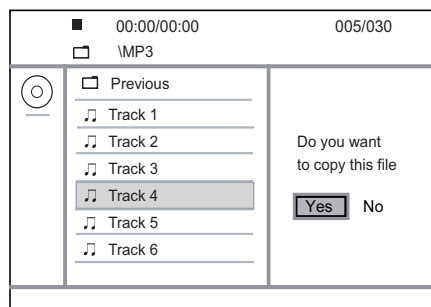 00:00/00:00 005/030
\MP3
Previous
Track 1
Track 2
Track 3
Track 4
Track 5
Track 6
Do you want
to copy this file
Yes No